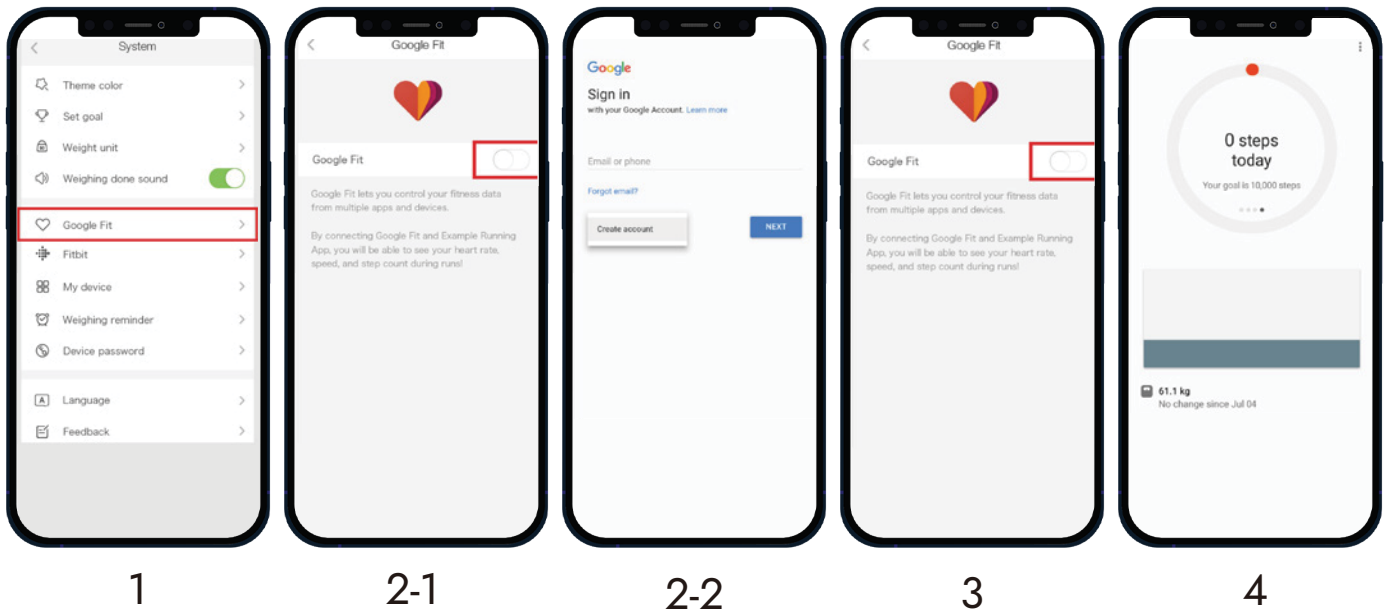 System
Theme color
Set goal
Weight unit
Weighing done sound
Google Fit
Fitbit
My device
Weighing reminder
Device password
Language
Feedback
1
Google Fit
Google Fit
Google Fit lets you control your fitness data
from multiple apps and devices.
By connecting Google Fit and Example Running
App, you will be able to see your heart rate,
speed, and step count during runs!
2-1
Google
Sign in
with your Google Account. Learn more
Email or phone
Forgot email?
Create account
NEXT
2-2
Google Fit
Google Fit
Google Fit lets you control your fitness data
from multiple apps and devices.
By connecting Google Fit and Example Running
App, you will be able to see your heart rate,
speed, and step count during runs!
3
0 steps
today
Your goal is 10,000 steps
61.1 kg
No change since Jul 04
4